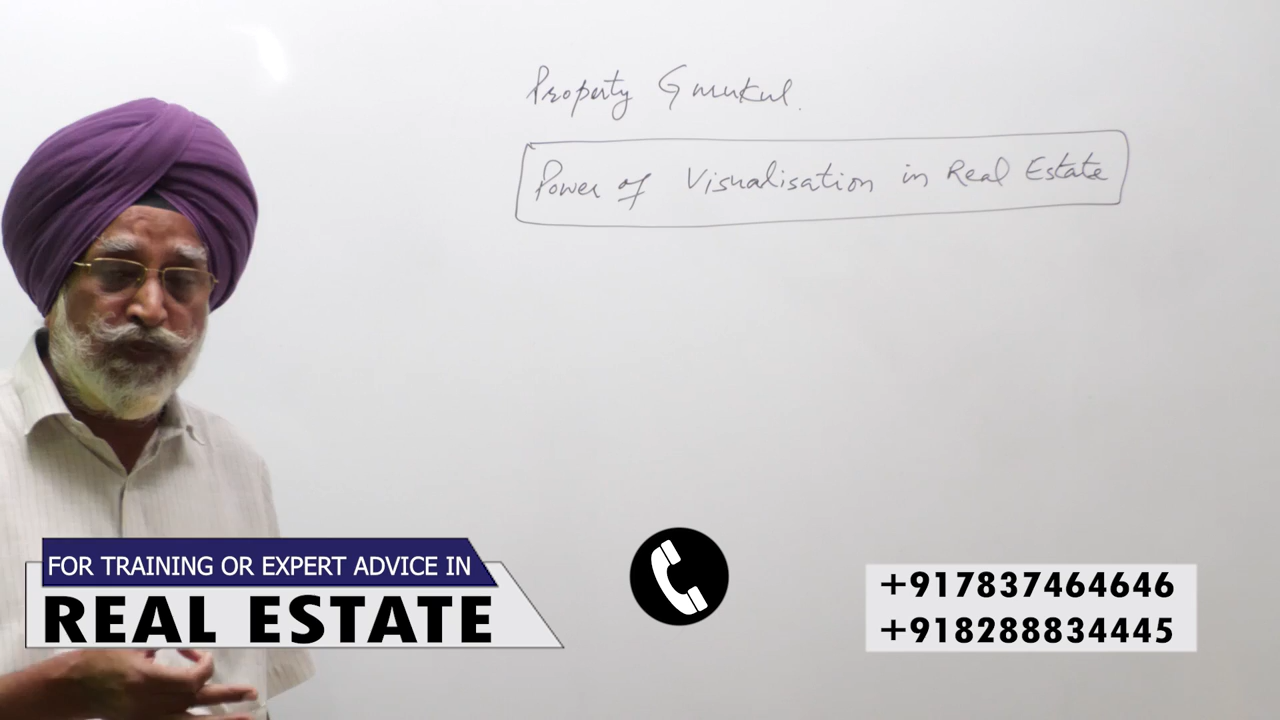 Property Gurukul.
Power of Visualisation in Real Estate
FOR TRAINING OR EXPERT ADVICE IN
REAL ESTATE
+917837464646
+918288834445